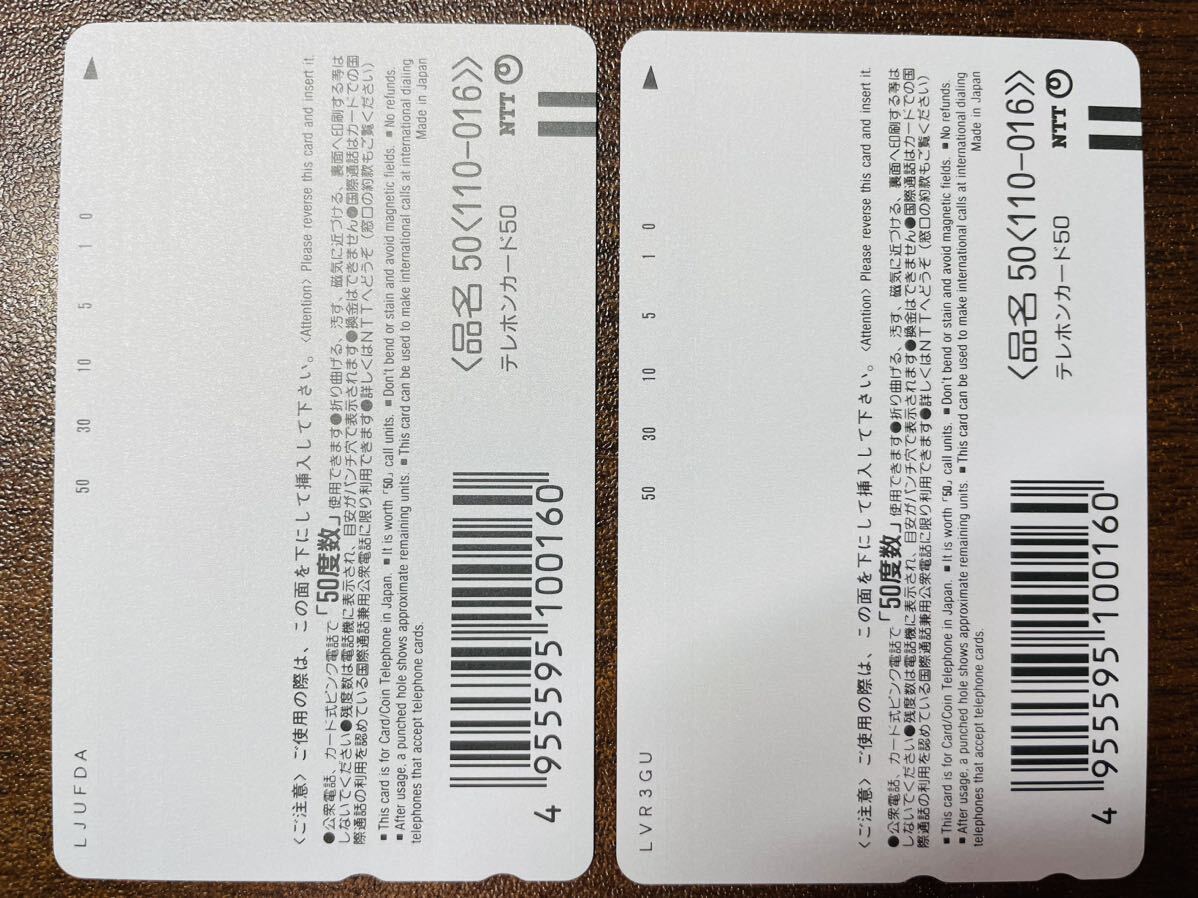 LJUFDA
50 30 10 5 1 0
〈ご注意〉ご使用の際は、この面を下にして挿入して下さい。〈Attention〉Please reverse this card and insert it.
●公衆電話、カード式ピンク電話で「50度数」使用できます●折り曲げる、汚す、磁気に近づける、裏面へ印刷する等は
しないでください●残度数は電話機に表示され、目安がパンチ穴で表示されます●換金はできません●国際通話はカードでの国
際通話の利用を認めている国際通話兼用公衆電話に限り利用できます●詳しくはNTTへどうぞ（窓口の約款もご覧ください）
■This card is for Card/Coin Telephone in Japan. ■It is worth「50」call units. ■Don't bend or stain and avoid magnetic fields. ■No refunds.
■After usage, a punched hole shows approximate remaining units. ■This card can be used to make international calls at international dialing
telephones that accept telephone cards. Made in Japan
〈品名 50〈110-016〉〉
テレホンカード50
NTT
4 955595 100160
LVR3GU
50 30 10 5 1 0
〈ご注意〉ご使用の際は、この面を下にして挿入して下さい。〈Attention〉Please reverse this card and insert it.
●公衆電話、カード式ピンク電話で「50度数」使用できます●折り曲げる、汚す、磁気に近づける、裏面へ印刷する等は
しないでください●残度数は電話機に表示され、目安がパンチ穴で表示されます●換金はできません●国際通話はカードでの国
際通話の利用を認めている国際通話兼用公衆電話に限り利用できます●詳しくはNTTへどうぞ（窓口の約款もご覧ください）
■This card is for Card/Coin Telephone in Japan. ■It is worth「50」call units. ■Don't bend or stain and avoid magnetic fields. ■No refunds.
■After usage, a punched hole shows approximate remaining units. ■This card can be used to make international calls at international dialing
telephones that accept telephone cards. Made in Japan
〈品名 50〈110-016〉〉
テレホンカード50
NTT
4 955595 100160